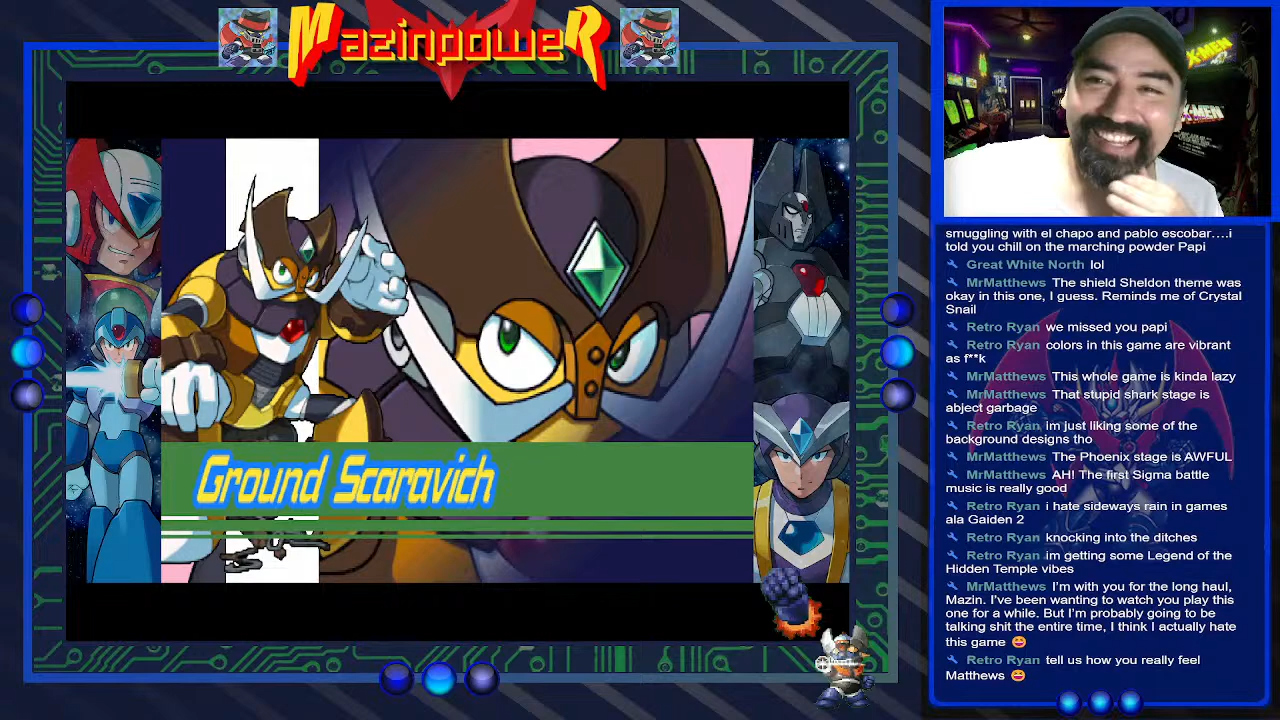 MazinpoweR
X-MEN
X-MEN
Ground Scaravich
smuggling with el chapo and pablo escobar….i
told you chill on the marching powder Papi
Great White North lol
MrMatthews The shield Sheldon theme was
okay in this one, I guess. Reminds me of Crystal
Snail
Retro Ryan we missed you papi
Retro Ryan colors in this game are vibrant
as f**k
MrMatthews This whole game is kinda lazy
MrMatthews That stupid shark stage is
abject garbage
Retro Ryan im just liking some of the
background designs tho
MrMatthews The Phoenix stage is AWFUL
MrMatthews AH! The first Sigma battle
music is really good
Retro Ryan i hate sideways rain in games
ala Gaiden 2
Retro Ryan knocking into the ditches
Retro Ryan im getting some Legend of the
Hidden Temple vibes
MrMatthews I’m with you for the long haul,
Mazin. I’ve been wanting to watch you play this
one for a while. But I’m probably going to be
talking shit the entire time, I think I actually hate
this game 😆
Retro Ryan tell us how you really feel
Matthews 😆